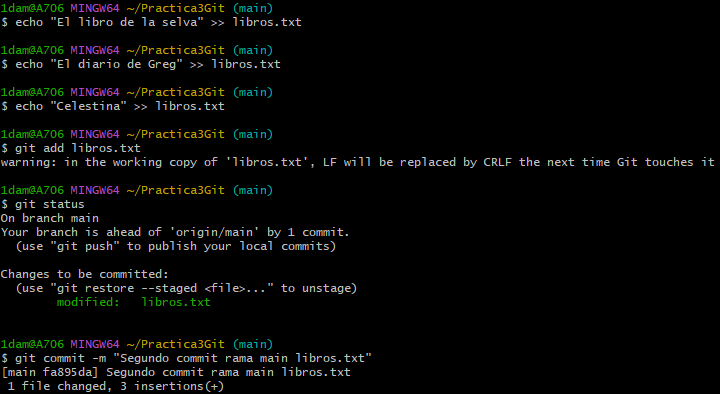 1dam@A706 MINGW64 ~/Practica3Git (main)
$ echo "El libro de la selva" >> libros.txt
1dam@A706 MINGW64 ~/Practica3Git (main)
$ echo "El diario de Greg" >> libros.txt
1dam@A706 MINGW64 ~/Practica3Git (main)
$ echo "Celestina" >> libros.txt
1dam@A706 MINGW64 ~/Practica3Git (main)
$ git add libros.txt
warning: in the working copy of 'libros.txt', LF will be replaced by CRLF the next time Git touches it
1dam@A706 MINGW64 ~/Practica3Git (main)
$ git status
On branch main
Your branch is ahead of 'origin/main' by 1 commit.
  (use "git push" to publish your local commits)
Changes to be committed:
  (use "git restore --staged <file>..." to unstage)
        modified:   libros.txt
1dam@A706 MINGW64 ~/Practica3Git (main)
$ git commit -m "Segundo commit rama main libros.txt"
[main fa895da] Segundo commit rama main libros.txt
 1 file changed, 3 insertions(+)